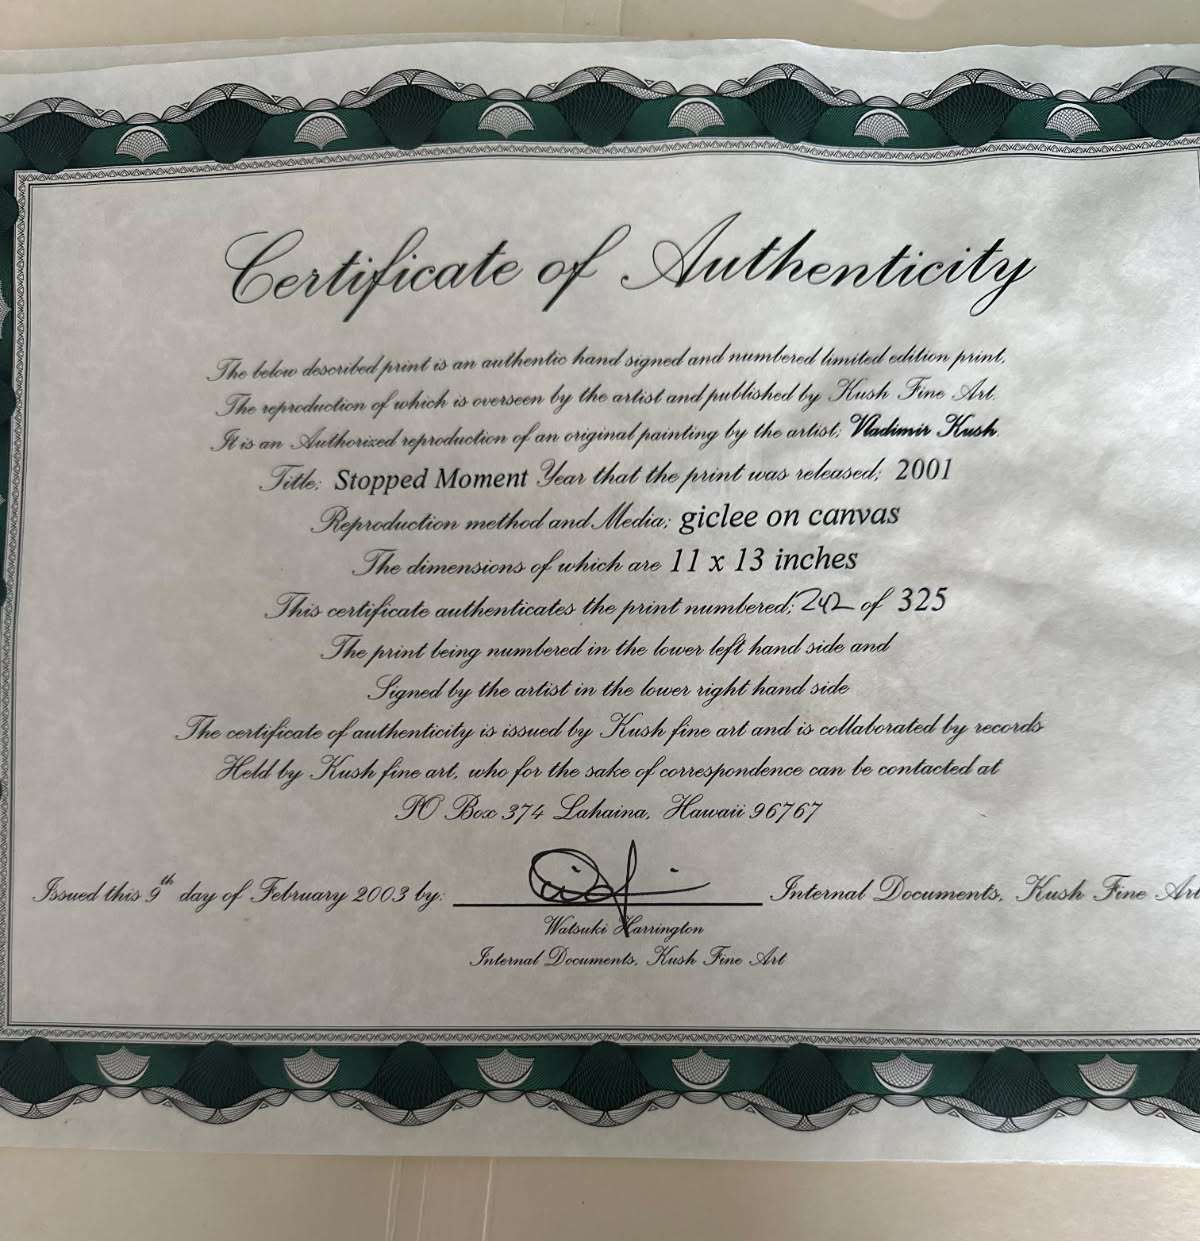 Certificate of Authenticity
The below described print is an authentic hand signed and numbered limited edition print,
The reproduction of which is overseen by the artist and published by Kush Fine Art.
It is an Authorized reproduction of an original painting by the artist; Vladimir Kush.
Title; Stopped Moment Year that the print was released; 2001
Reproduction method and Media; giclee on canvas
The dimensions of which are 11 x 13 inches
This certificate authenticates the print numbered; 242 of 325
The print being numbered in the lower left hand side and
Signed by the artist in the lower right hand side
The certificate of authenticity is issued by Kush fine art and is collaborated by records
Held by Kush fine art, who for the sake of correspondence can be contacted at
PO Box 374 Lahaina, Hawaii 96767
Issued this 9th day of February 2003 by: Internal Documents, Kush Fine Art
Watsuki Harrington
Internal Documents, Kush Fine Art